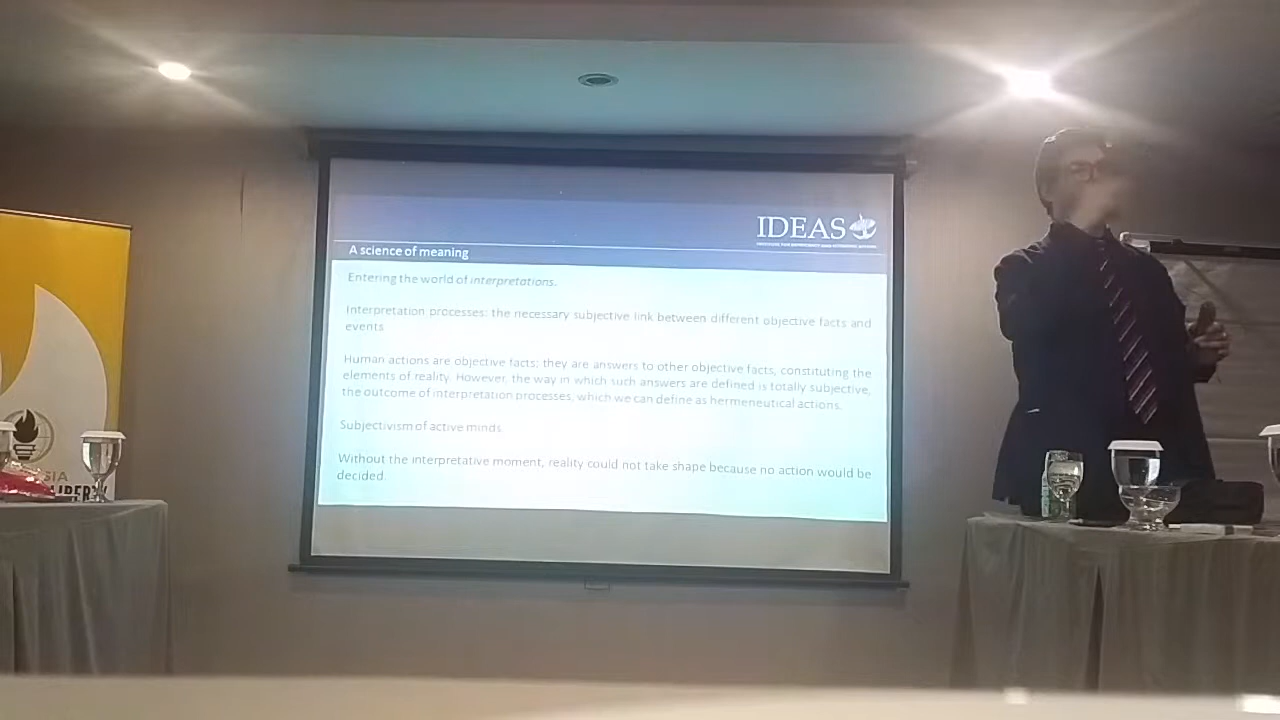 IDEAS
A science of meaning
Entering the world of interpretations.
Interpretation processes: the necessary subjective link between different objective facts and
events
Human actions are objective facts; they are answers to other objective facts, constituting the
elements of reality. However, the way in which such answers are defined is totally subjective,
the outcome of interpretation processes, which we can define as hermeneutical actions.
Subjectivism of active minds
Without the interpretative moment, reality could not take shape because no action would be
decided.
SIA